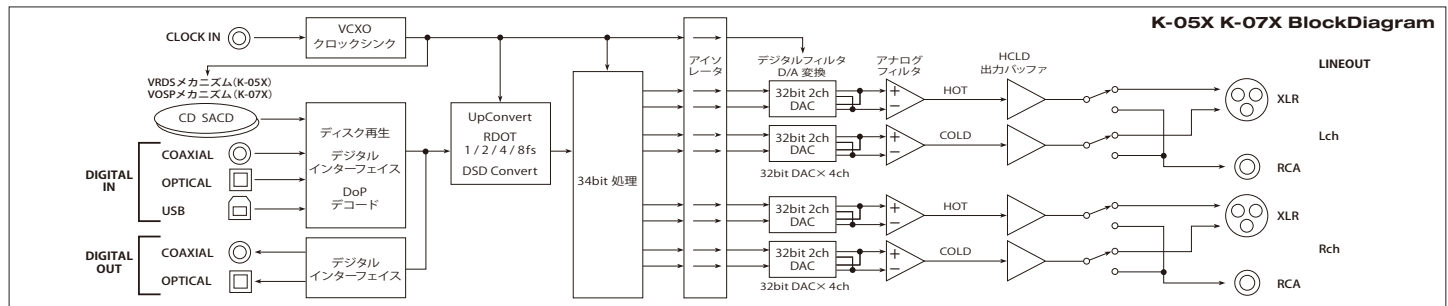 K-05X K-07X BlockDiagram
CLOCK IN
VCXO
クロックシンク
VRDSメカニズム(K-05X)
VOSPメカニズム(K-07X)
CD SACD
DIGITAL
IN
COAXIAL
OPTICAL
USB
ディスク再生
デジタル
インターフェイス
DoP
デコード
DIGITAL
OUT
COAXIAL
OPTICAL
デジタル
インターフェイス
UpConvert
RDOT
1 / 2 / 4 / 8fs
DSD Convert
34bit 処理
アイソ
レータ
デジタルフィルタ
D/A 変換
アナログ
フィルタ
HCLD
出力バッファ
LINEOUT
32bit 2ch
DAC
+
−
HOT
XLR
32bit 2ch
DAC
+
−
COLD
Lch
32bit DAC× 4ch
RCA
32bit 2ch
DAC
+
−
HOT
XLR
32bit 2ch
DAC
+
−
COLD
Rch
32bit DAC× 4ch
RCA